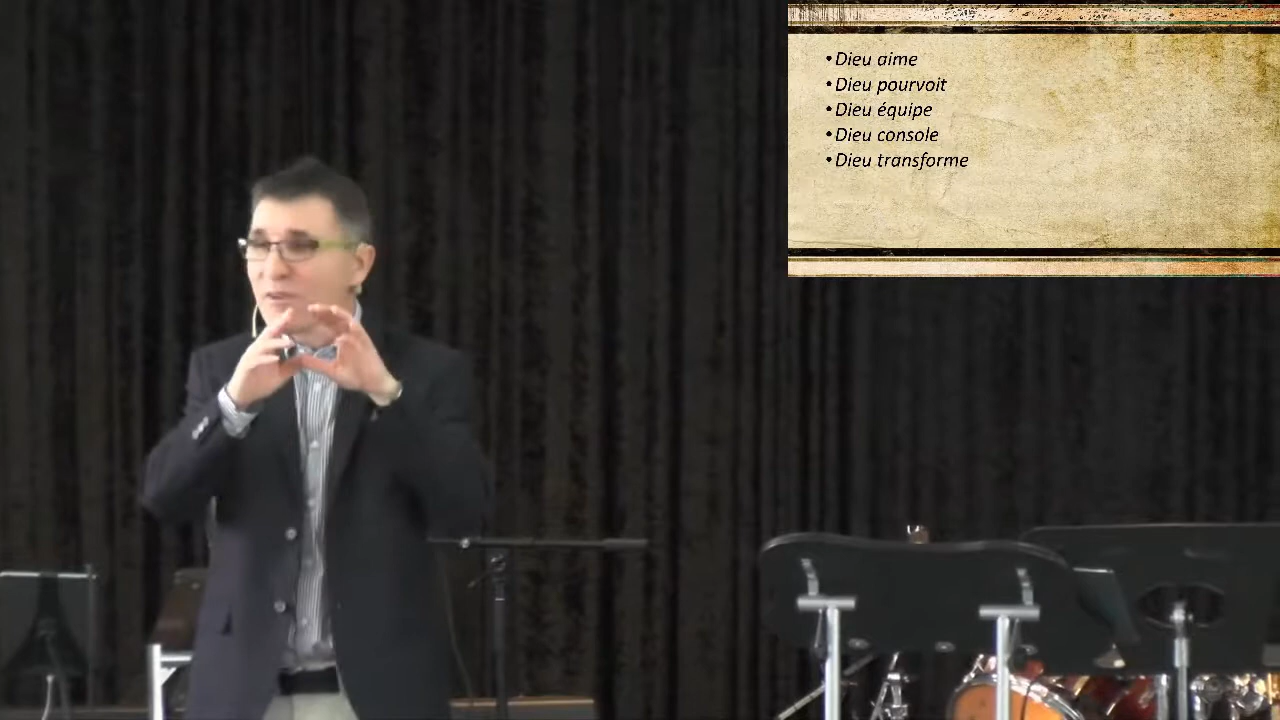 •Dieu aime
•Dieu pourvoit
•Dieu équipe
•Dieu console
•Dieu transforme